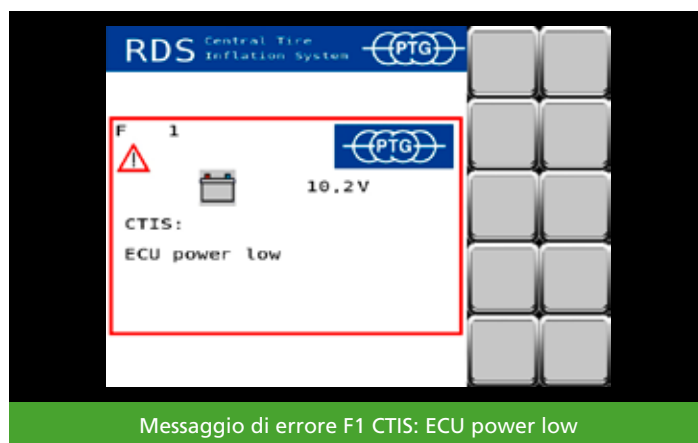 RDS Central Tire Inflation System PTG
F 1
PTG
10.2V
CTIS:
ECU power low
Messaggio di errore F1 CTIS: ECU power low